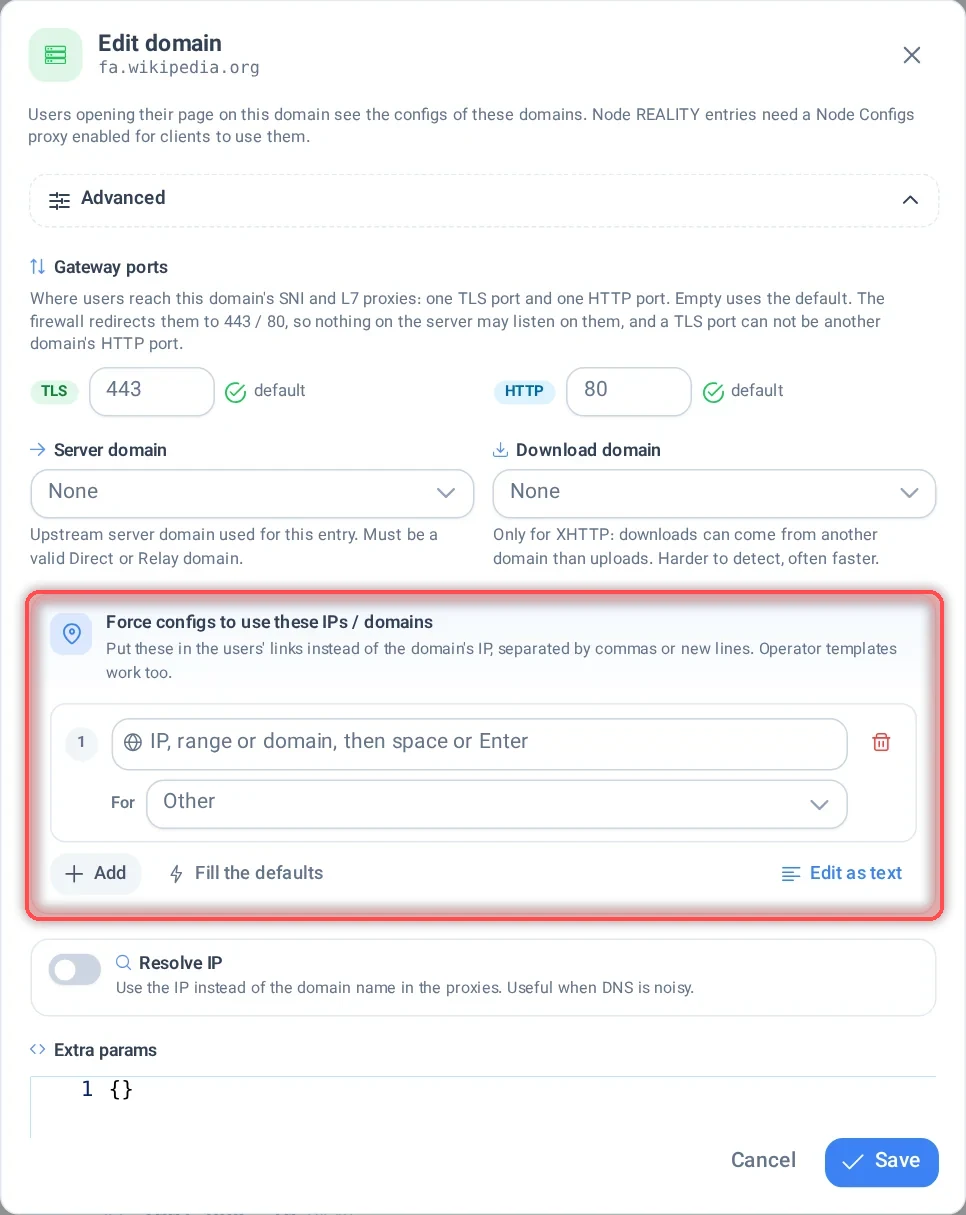 Edit domain
fa.wikipedia.org
Users opening their page on this domain see the configs of these domains. Node REALITY entries need a Node Configs
proxy enabled for clients to use them.
Advanced
Gateway ports
Where users reach this domain's SNI and L7 proxies: one TLS port and one HTTP port. Empty uses the default. The
firewall redirects them to 443 / 80, so nothing on the server may listen on them, and a TLS port can not be another
domain's HTTP port.
TLS 443 default HTTP 80 default
Server domain Download domain
None None
Upstream server domain used for this entry. Must be a Only for XHTTP: downloads can come from another
valid Direct or Relay domain. domain than uploads. Harder to detect, often faster.
Force configs to use these IPs / domains
Put these in the users' links instead of the domain's IP, separated by commas or new lines. Operator templates
work too.
1 IP, range or domain, then space or Enter
For Other
Add Fill the defaults Edit as text
Resolve IP
Use the IP instead of the domain name in the proxies. Useful when DNS is noisy.
Extra params
1 {}
Cancel Save